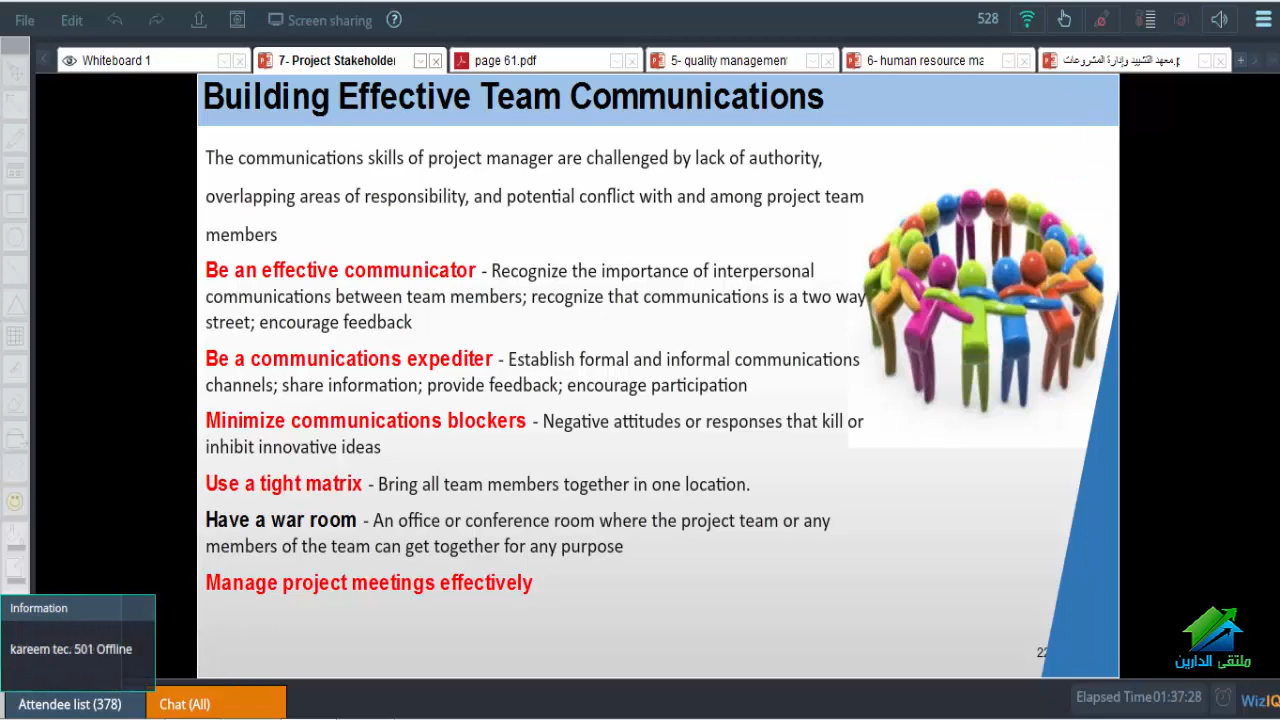 File Edit Screen sharing ? 528
Whiteboard 1 7- Project Stakeholder page 61.pdf 5- quality management 6- human resource ma معهد التشييد وإدارة المشروعات.p
Building Effective Team Communications
The communications skills of project manager are challenged by lack of authority,
overlapping areas of responsibility, and potential conflict with and among project team
members
Be an effective communicator - Recognize the importance of interpersonal
communications between team members; recognize that communications is a two way
street; encourage feedback
Be a communications expediter - Establish formal and informal communications
channels; share information; provide feedback; encourage participation
Minimize communications blockers - Negative attitudes or responses that kill or
inhibit innovative ideas
Use a tight matrix - Bring all team members together in one location.
Have a war room - An office or conference room where the project team or any
members of the team can get together for any purpose
Manage project meetings effectively
Information
kareem tec. 501 Offline
ملتقى الدارين
Attendee list (378) Chat (All) Elapsed Time 01:37:28 WizIQ